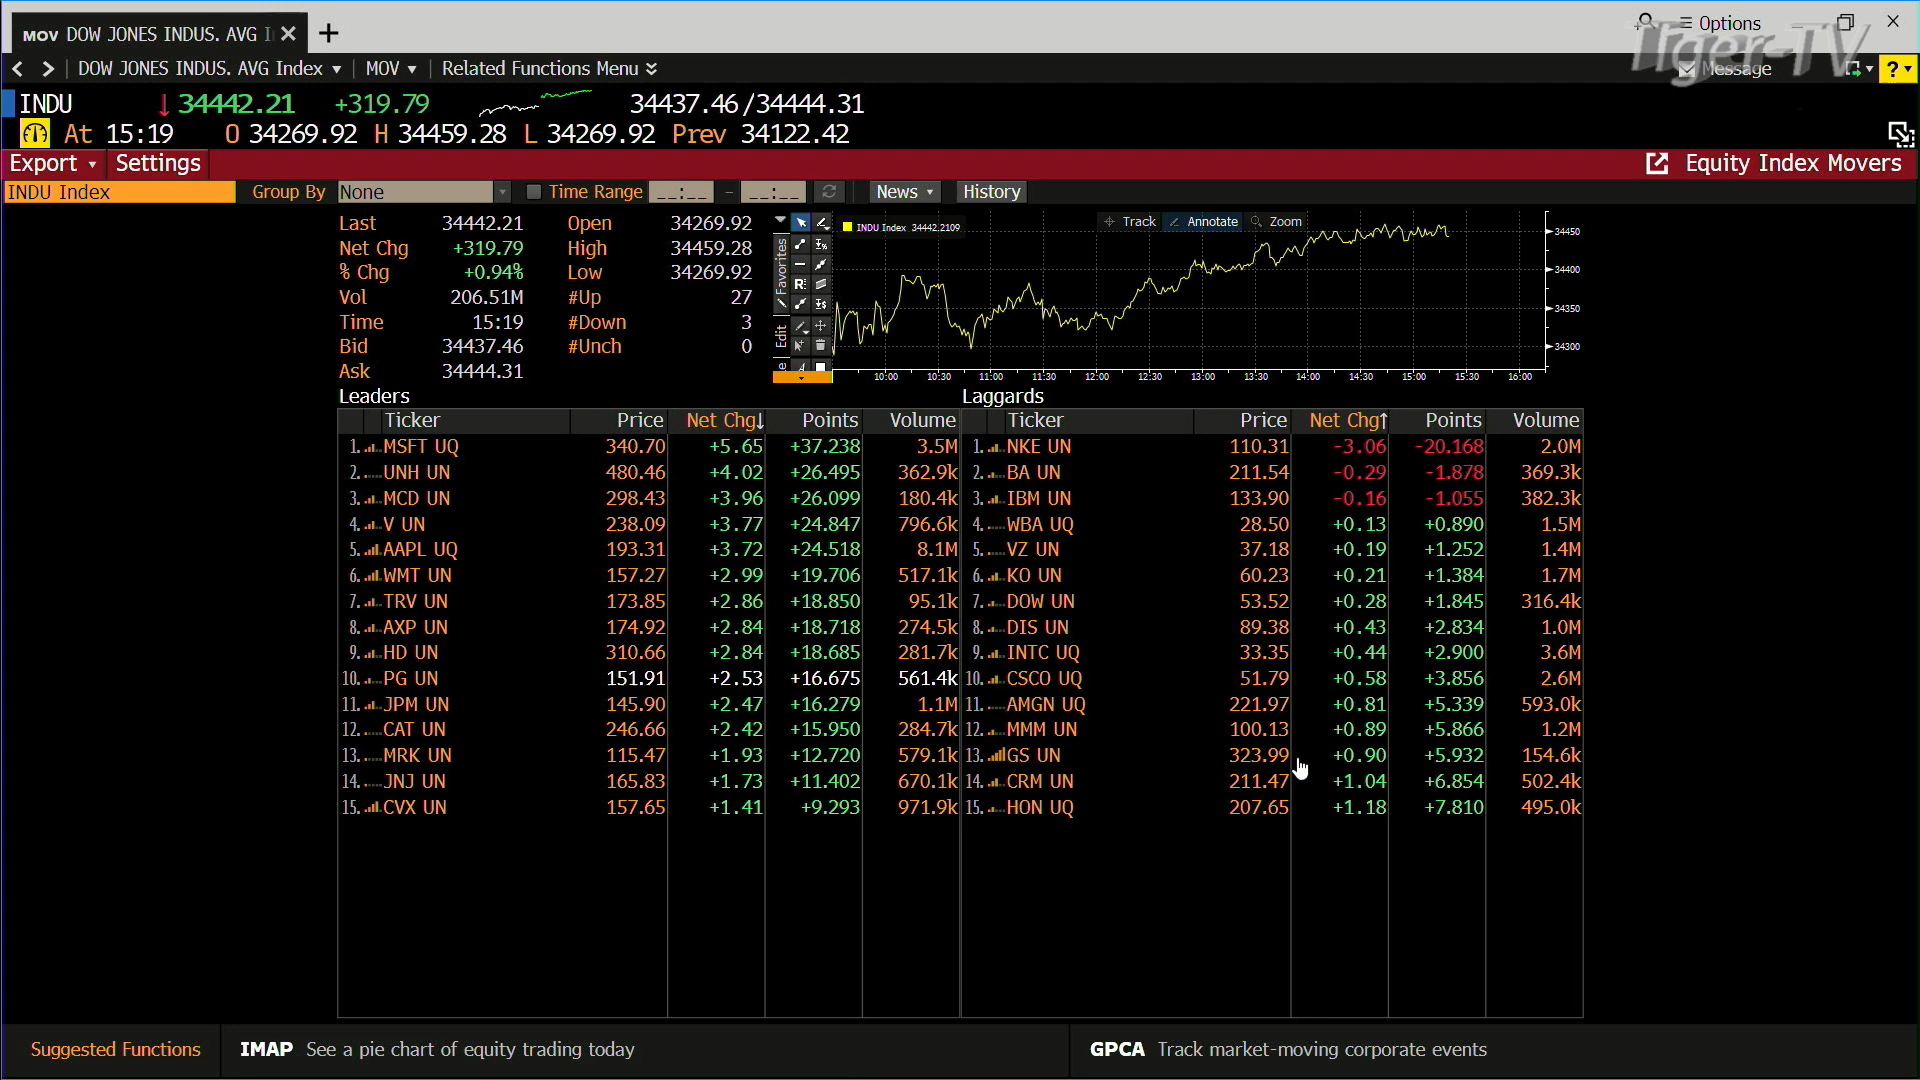 MOV DOW JONES INDUS. AVG I
Options
Tiger-TV
DOW JONES INDUS. AVG Index MOV Related Functions Menu
Message ?
INDU 34442.21 +319.79 34437.46/34444.31
At 15:19 O 34269.92 H 34459.28 L 34269.92 Prev 34122.42
Export Settings Equity Index Movers
INDU Index Group By None Time Range __:__ - __:__ News History
Last 34442.21 Open 34269.92
Net Chg +319.79 High 34459.28
% Chg +0.94% Low 34269.92
Vol 206.51M #Up 27
Time 15:19 #Down 3
Bid 34437.46 #Unch 0
Ask 34444.31
Favorites
Edit
INDU Index 34442.2109
Track Annotate Zoom
34450
34400
34350
34300
10:00 10:30 11:00 11:30 12:00 12:30 13:00 13:30 14:00 14:30 15:00 15:30 16:00
Leaders
Ticker Price Net Chg↓ Points Volume
1. MSFT UQ 340.70 +5.65 +37.238 3.5M
2. UNH UN 480.46 +4.02 +26.495 362.9k
3. MCD UN 298.43 +3.96 +26.099 180.4k
4. V UN 238.09 +3.77 +24.847 796.6k
5. AAPL UQ 193.31 +3.72 +24.518 8.1M
6. WMT UN 157.27 +2.99 +19.706 517.1k
7. TRV UN 173.85 +2.86 +18.850 95.1k
8. AXP UN 174.92 +2.84 +18.718 274.5k
9. HD UN 310.66 +2.84 +18.685 281.7k
10. PG UN 151.91 +2.53 +16.675 561.4k
11. JPM UN 145.90 +2.47 +16.279 1.1M
12. CAT UN 246.66 +2.42 +15.950 284.7k
13. MRK UN 115.47 +1.93 +12.720 579.1k
14. JNJ UN 165.83 +1.73 +11.402 670.1k
15. CVX UN 157.65 +1.41 +9.293 971.9k
Laggards
Ticker Price Net Chg↑ Points Volume
1. NKE UN 110.31 -3.06 -20.168 2.0M
2. BA UN 211.54 -0.29 -1.878 369.3k
3. IBM UN 133.90 -0.16 -1.055 382.3k
4. WBA UQ 28.50 +0.13 +0.890 1.5M
5. VZ UN 37.18 +0.19 +1.252 1.4M
6. KO UN 60.23 +0.21 +1.384 1.7M
7. DOW UN 53.52 +0.28 +1.845 316.4k
8. DIS UN 89.38 +0.43 +2.834 1.0M
9. INTC UQ 33.35 +0.44 +2.900 3.6M
10. CSCO UQ 51.79 +0.58 +3.856 2.6M
11. AMGN UQ 221.97 +0.81 +5.339 593.0k
12. MMM UN 100.13 +0.89 +5.866 1.2M
13. GS UN 323.99 +0.90 +5.932 154.6k
14. CRM UN 211.47 +1.04 +6.854 502.4k
15. HON UQ 207.65 +1.18 +7.810 495.0k
Suggested Functions IMAP See a pie chart of equity trading today GPCA Track market-moving corporate events